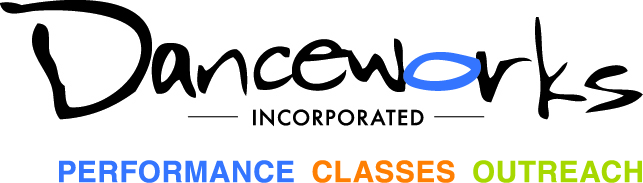 Danceworks
INCORPORATED
PERFORMANCE CLASSES OUTREACH